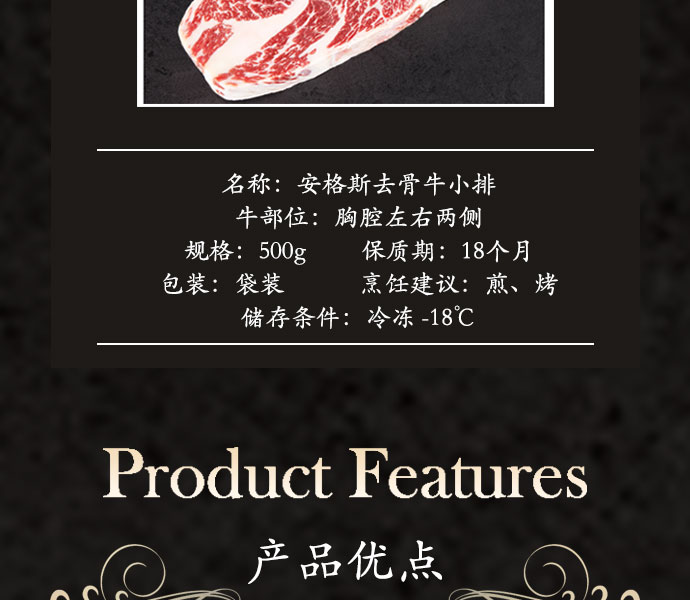 名称：安格斯去骨牛小排
牛部位：胸腔左右两侧
规格：500g 保质期：18个月
包装：袋装 烹饪建议：煎、烤
储存条件：冷冻 -18℃
Product Features
产品优点